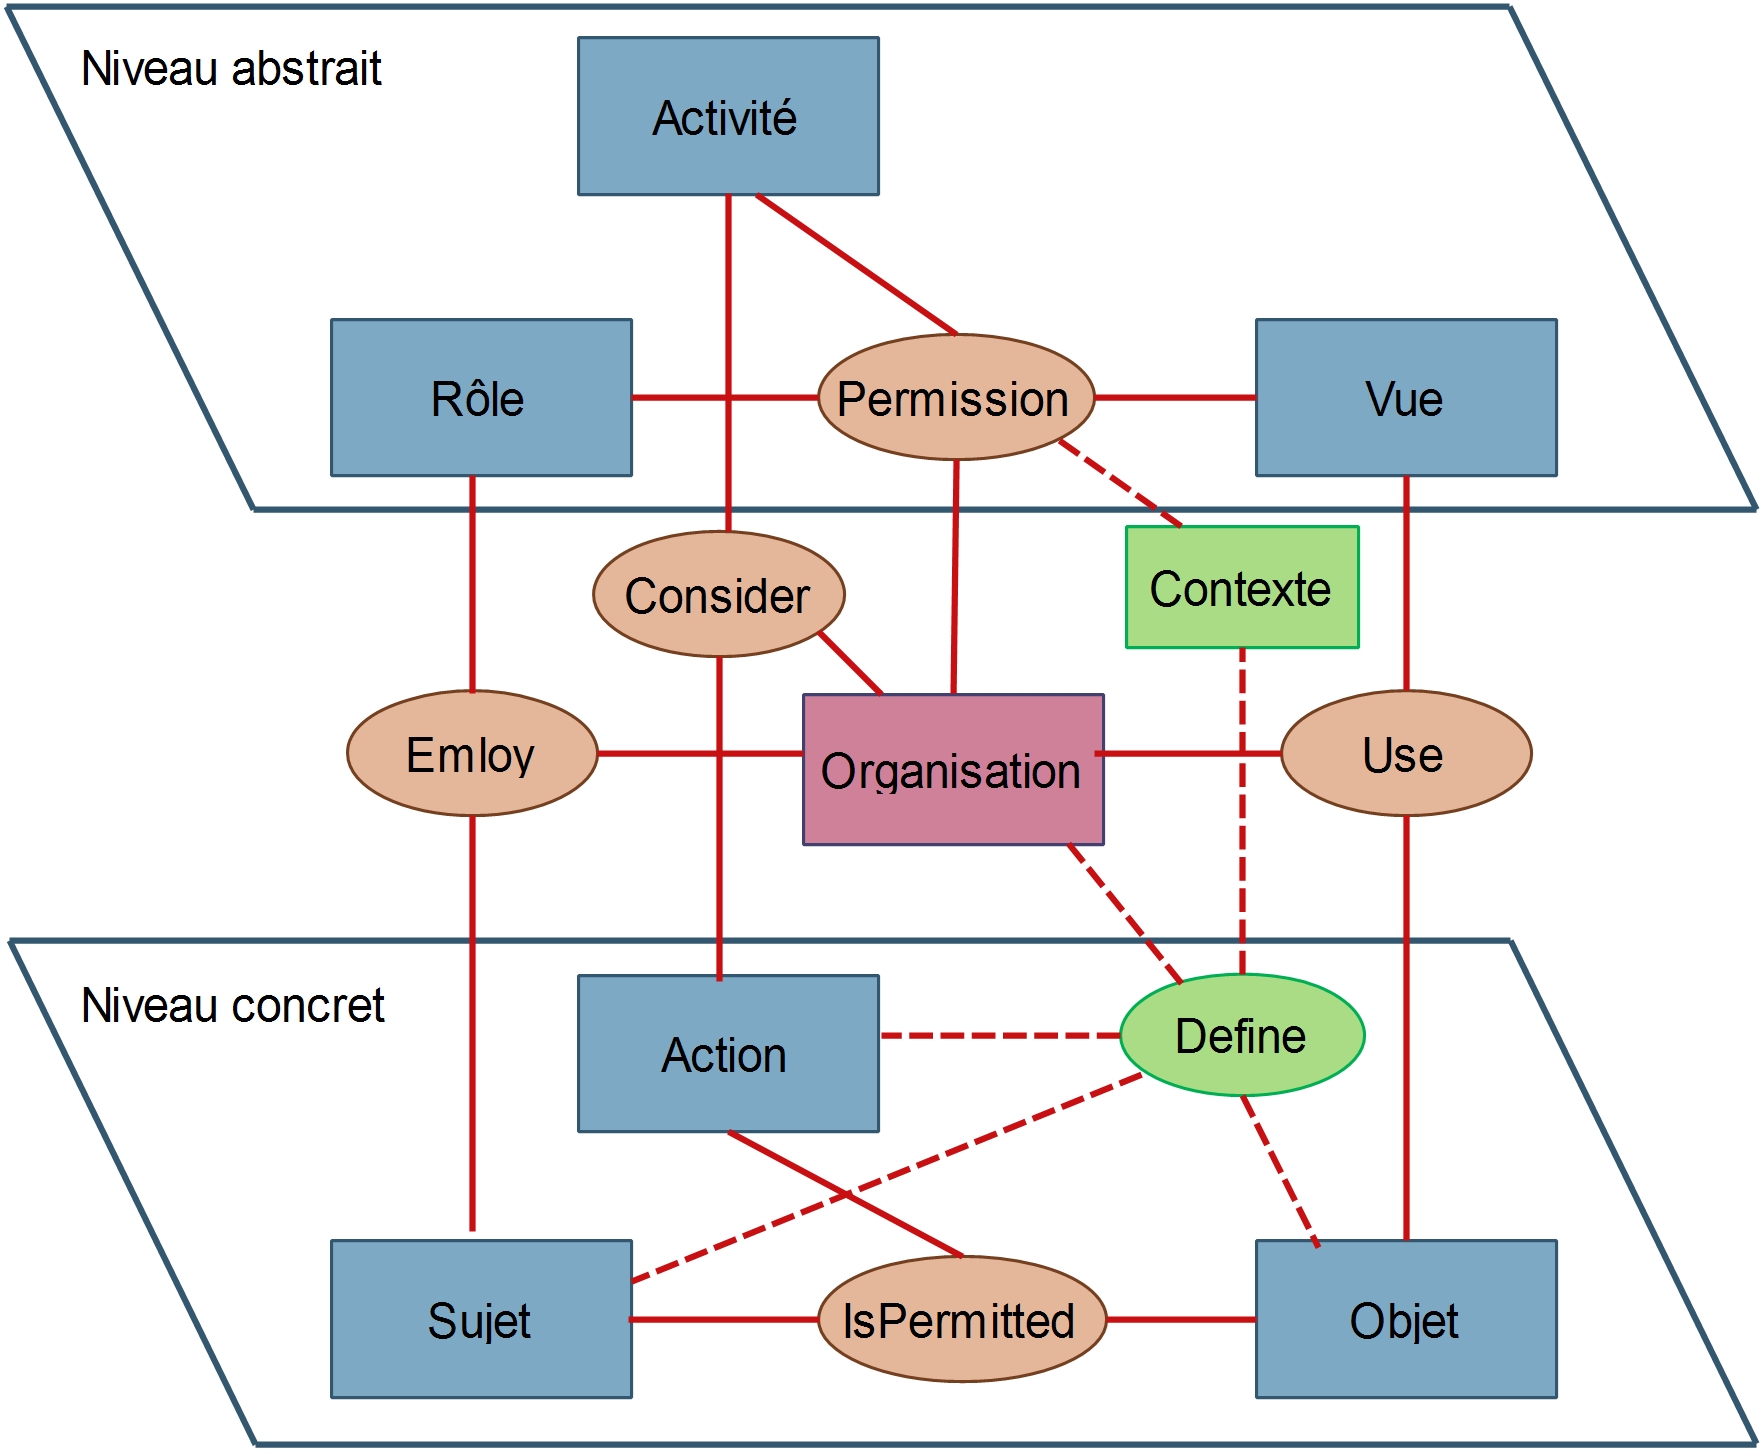 Niveau abstrait
Activité
Rôle
Permission
Vue
Consider
Contexte
Emloy
Organisation
Use
Niveau concret
Action
Define
Sujet
IsPermitted
Objet